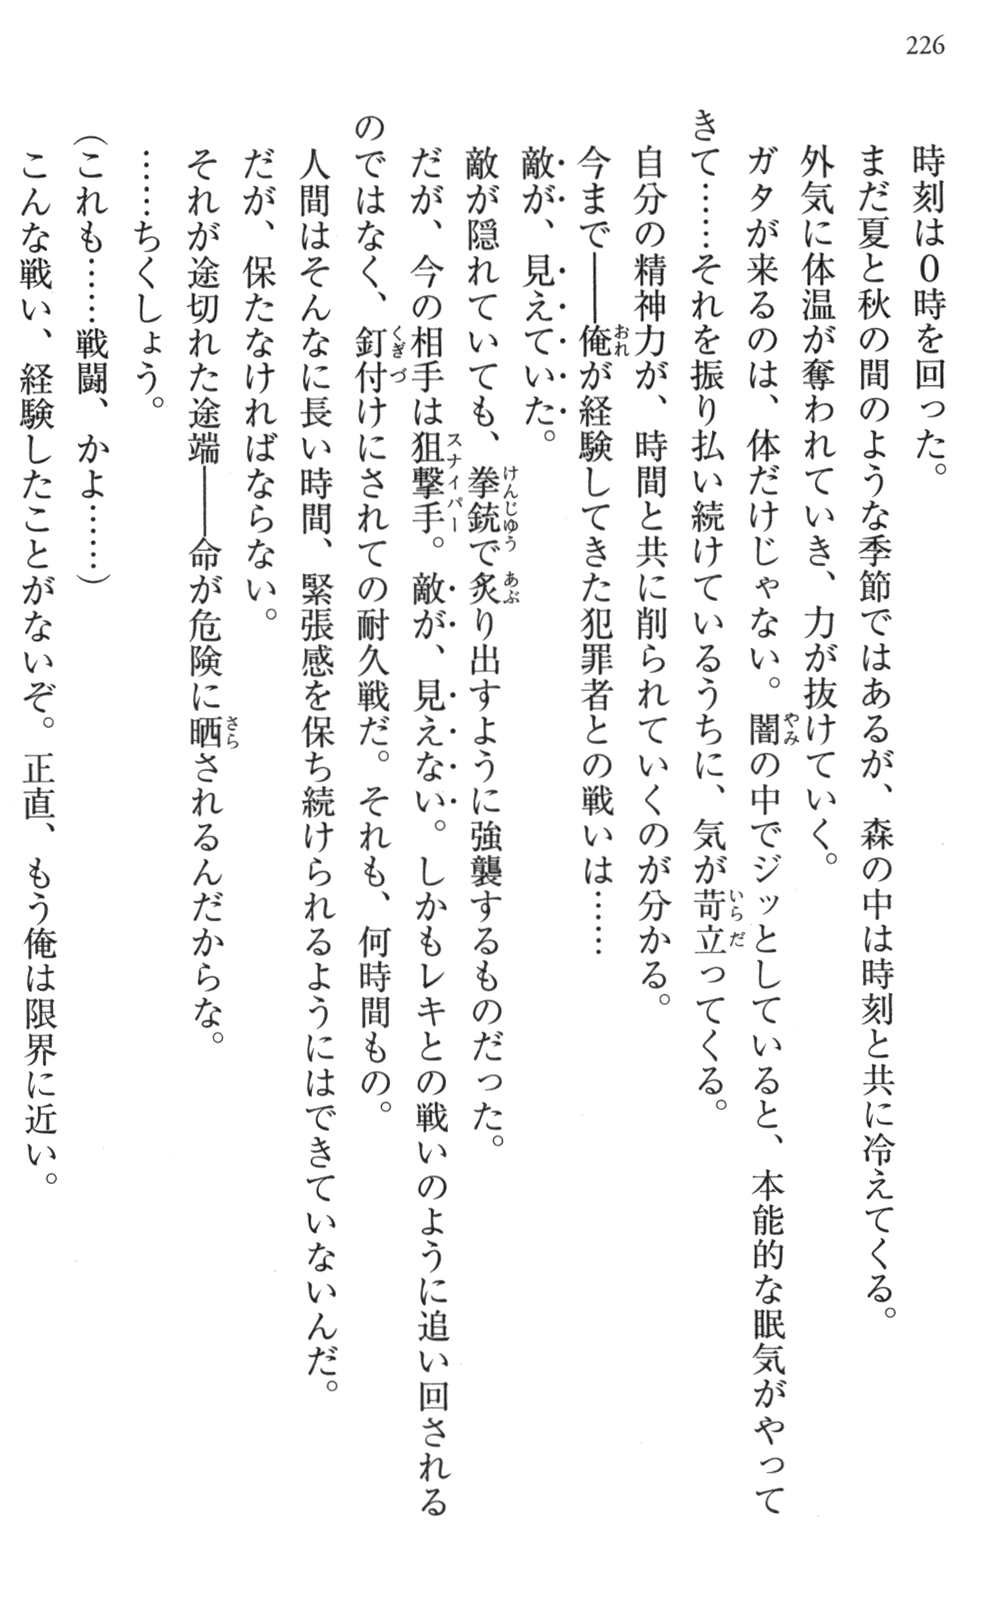 226
時刻は0時を回った。
まだ夏と秋の間のような季節ではあるが、森の中は時刻と共に冷えてくる。
外気に体温が奪われていき、力が抜けていく。
ガタが来るのは、体だけじゃない。闇の中でジッとしていると、本能的な眠気がやって
きて……それを振り払い続けているうちに、気が苛立ってくる。
自分の精神力が、時間と共に削られていくのが分かる。
今まで――俺が経験してきた犯罪者との戦いは……
敵が、見えていた。
敵が隠れていても、拳銃で炙り出すように強襲するものだった。
だが、今の相手は狙撃手。敵が、見えない。しかもレキとの戦いのように追い回される
のではなく、釘付けにされての耐久戦だ。それも、何時間もの。
人間はそんなに長い時間、緊張感を保ち続けられるようにはできていないんだ。
だが、保たなければならない。
それが途切れた途端――命が危険に晒されるんだからな。
……ちくしょう。
(これも……戦闘、かよ……)
こんな戦い、経験したことがないぞ。正直、もう俺は限界に近い。